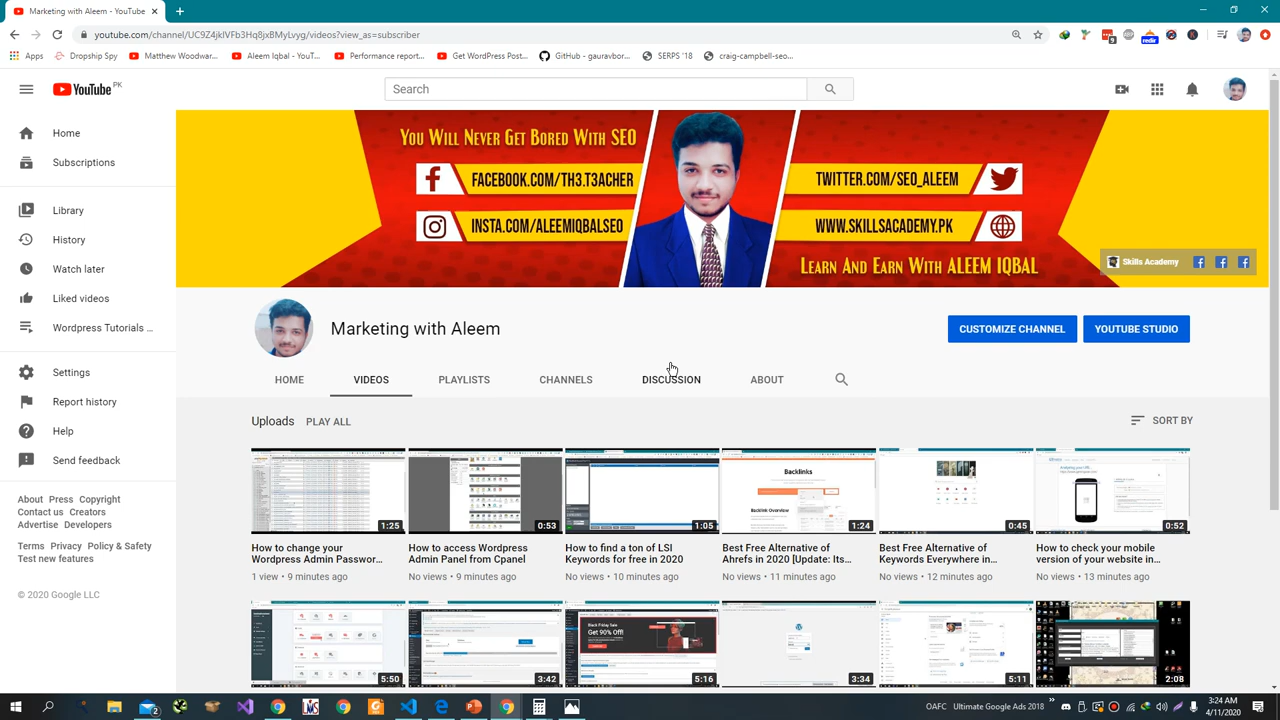 Marketing with Aleem - YouTube
youtube.com/channel/UC9Z4jkIVFb3Hq8jxBMyLvyg/videos?view_as=subscriber
Apps
Dropship Spy
Matthew Woodwar...
Aleem Iqbal - YouT...
Performance report...
Get WordPress Post...
GitHub - gauravbor...
SERPS '18
craig-campbell-seo...
YouTube PK
Search
Home
Subscriptions
Library
History
Watch later
Liked videos
Wordpress Tutorials ...
Settings
Report history
Help
Send feedback
About Press Copyright
Contact us Creators
Advertise Developers
Terms Privacy Policy & Safety
Test new features
© 2020 Google LLC
You Will Never Get Bored With SEO
FACEBOOK.COM/TH3.T3ACHER
INSTA.COM/ALEEMIQBALSEO
TWITTER.COM/SEO_ALEEM
WWW.SKILLSACADEMY.PK
Learn And Earn With ALEEM IQBAL
Skills Academy
Marketing with Aleem
CUSTOMIZE CHANNEL
YOUTUBE STUDIO
HOME
VIDEOS
PLAYLISTS
CHANNELS
DISCUSSION
ABOUT
Uploads PLAY ALL
SORT BY
1:25
How to change your
Wordpress Admin Passwor...
1 view • 9 minutes ago
0:53
How to access Wordpress
Admin Panel from Cpanel
No views • 9 minutes ago
1:05
How to find a ton of LSI
Keywords for free in 2020
No views • 10 minutes ago
Backlinks
Backlink Overview
1:24
Best Free Alternative of
Ahrefs in 2020 [Update: Its...
No views • 11 minutes ago
0:45
Best Free Alternative of
Keywords Everywhere in...
No views • 12 minutes ago
0:52
How to check your mobile
version of your website in...
No views • 13 minutes ago
5:50
3:42
Black Friday Sale
Get 90% Off!
5:16
3:34
5:11
2:08
OAFC
Ultimate Google Ads 2018
3:24 AM
4/11/2020